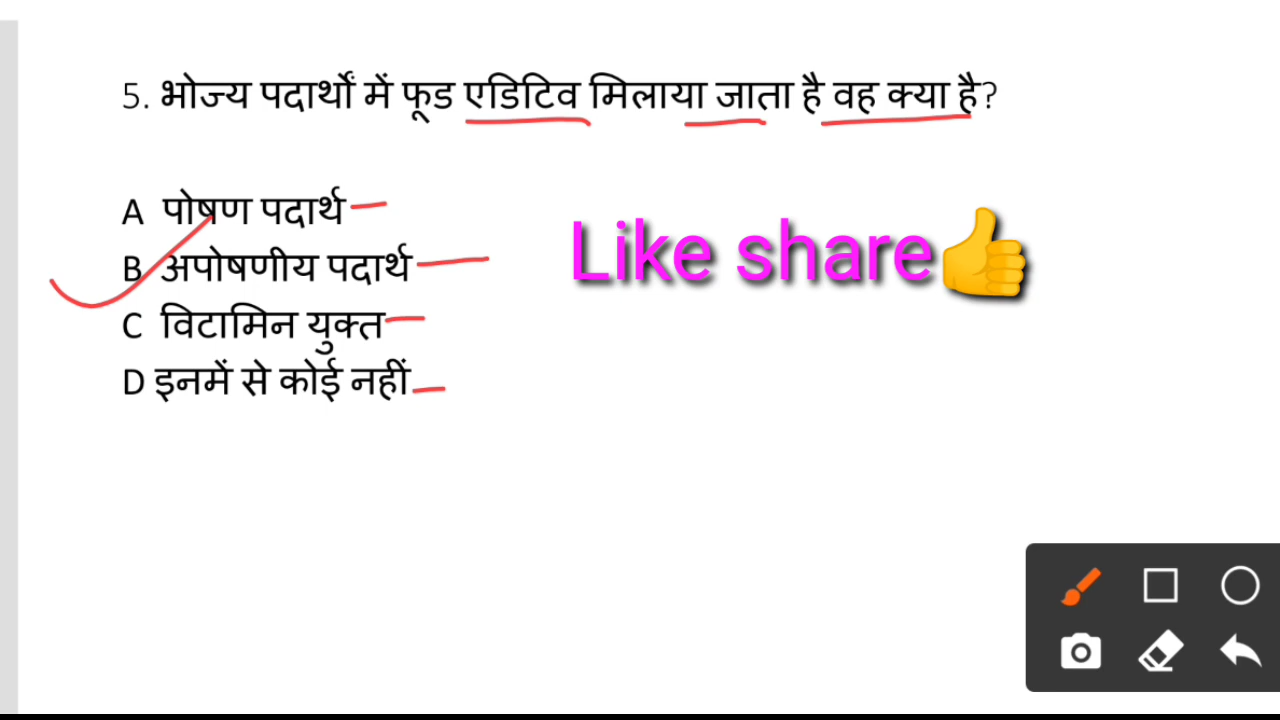 5. भोज्य पदार्थों में फूड एडिटिव मिलाया जाता है वह क्या है?
A पोषण पदार्थ
B अपोषणीय पदार्थ
C विटामिन युक्त
D इनमें से कोई नहीं
Like share👍